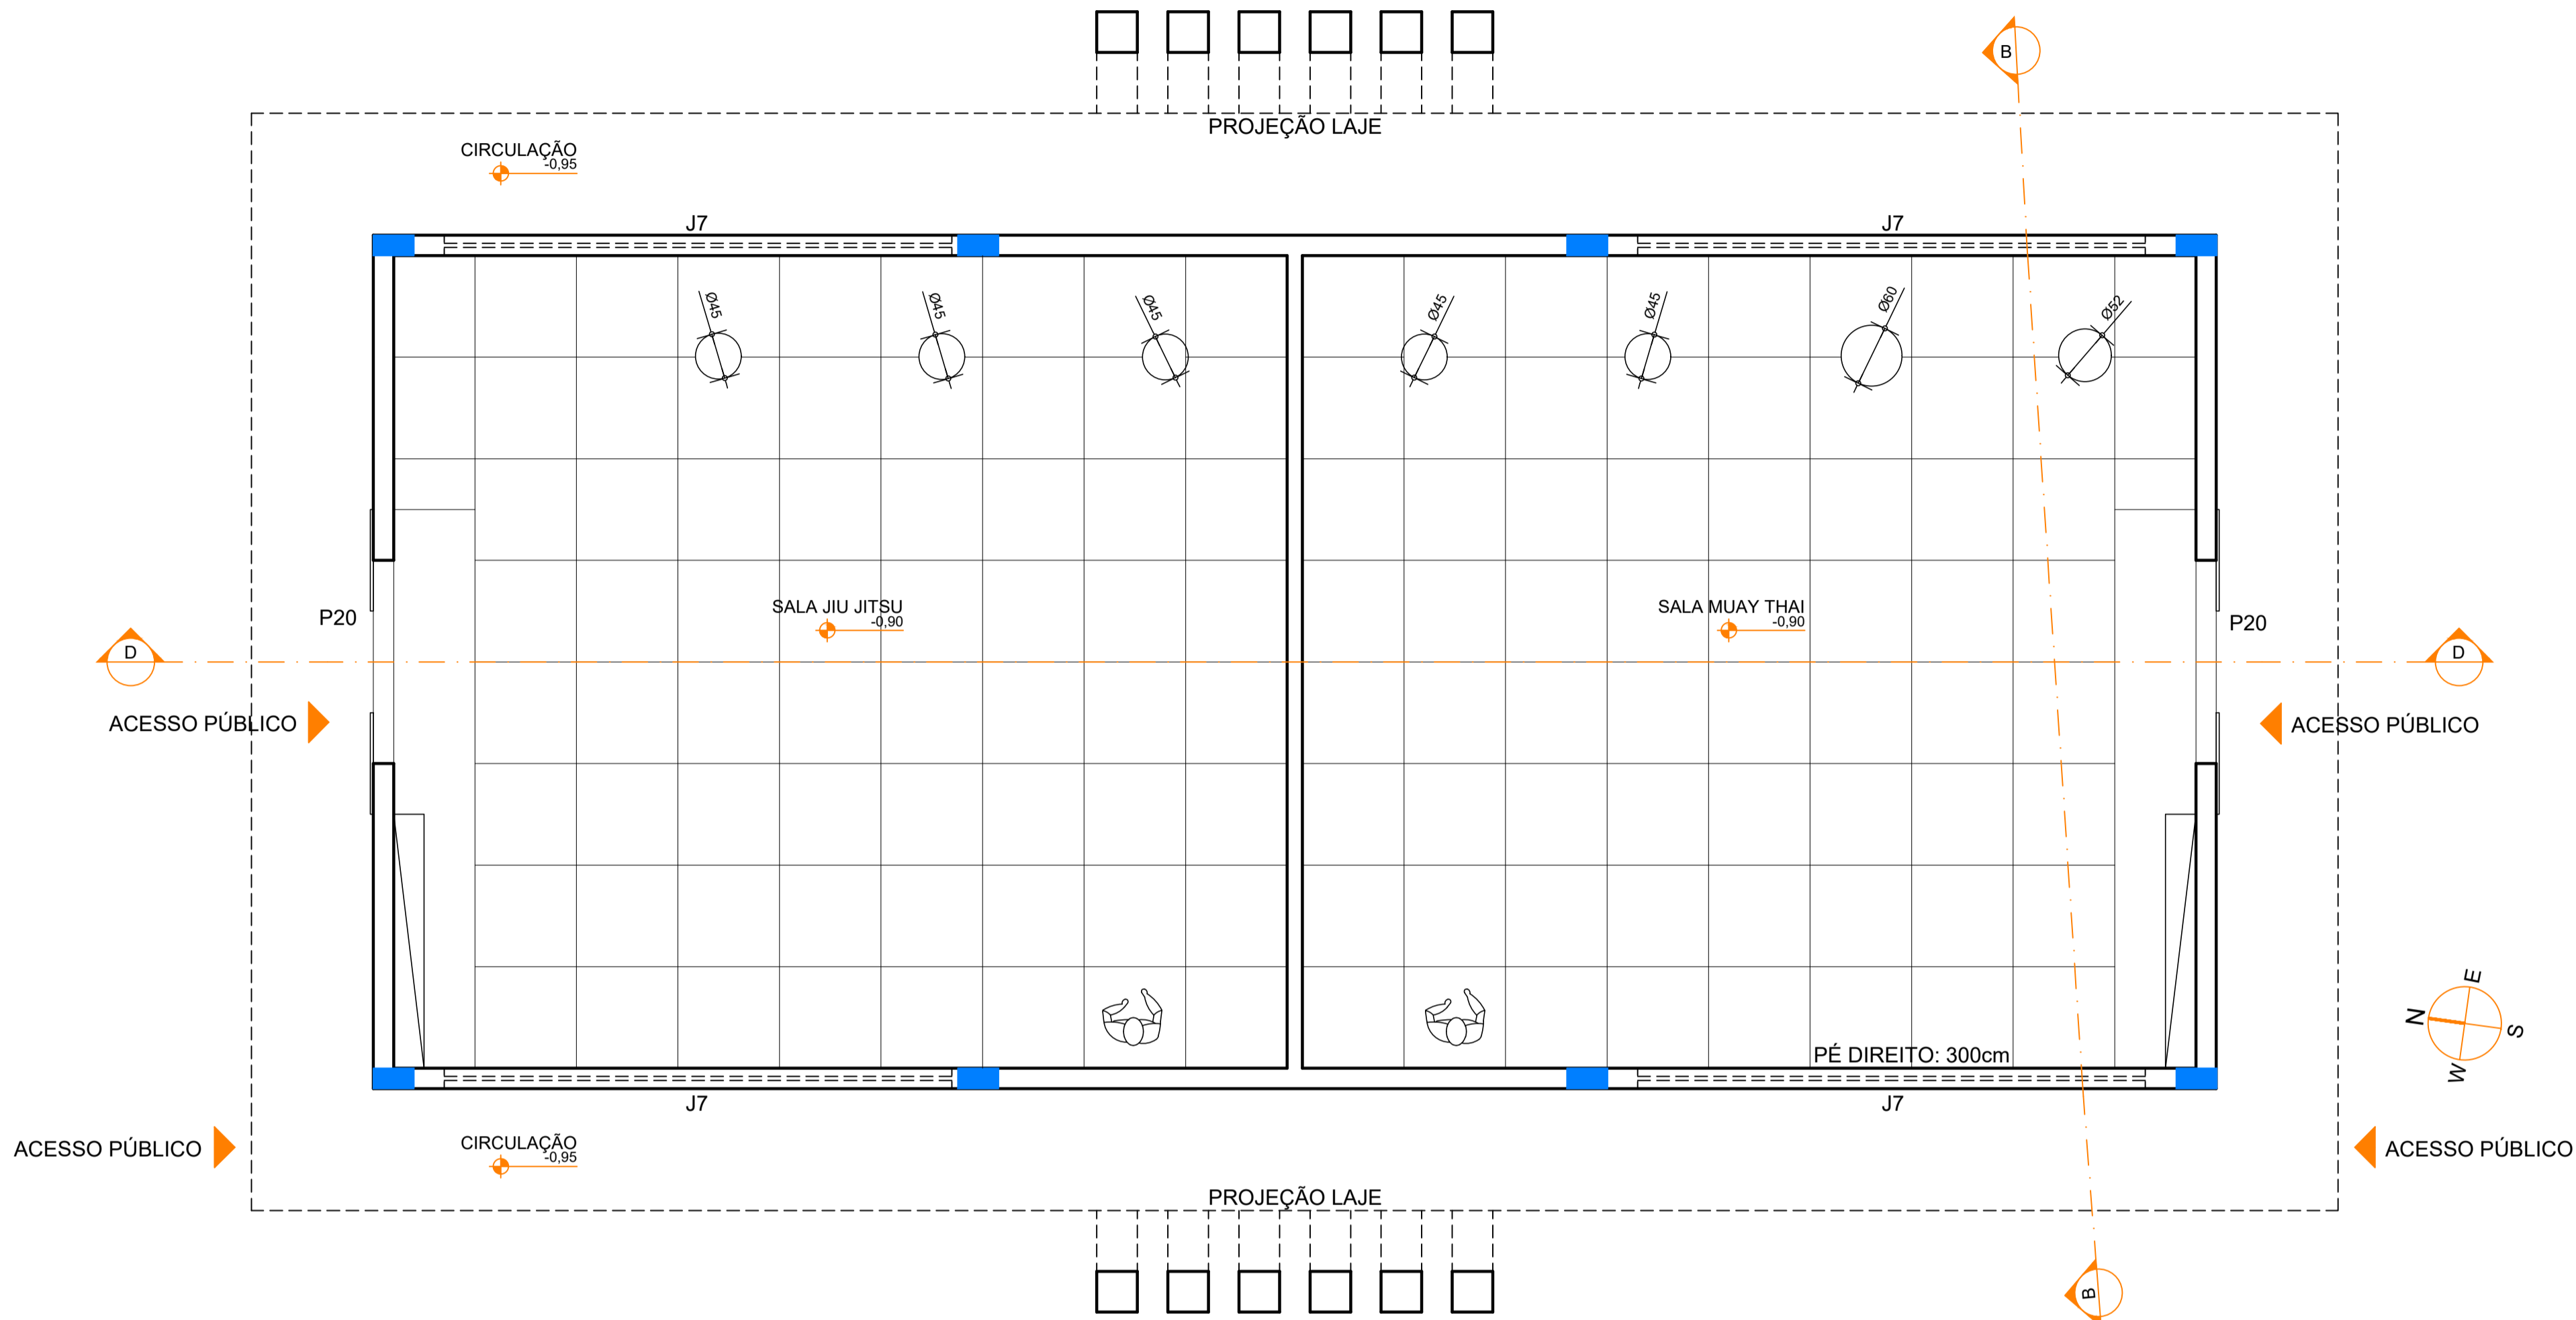 B
PROJEÇÃO LAJE
CIRCULAÇÃO
-0,95
J7
J7
Ø45
Ø45
Ø45
Ø45
Ø45
Ø60
Ø52
SALA JIU JITSU
-0,90
SALA MUAY THAI
-0,90
P20
P20
D
D
ACESSO PÚBLICO
ACESSO PÚBLICO
N
E
S
W
PÉ DIREITO: 300cm
J7
J7
CIRCULAÇÃO
-0,95
ACESSO PÚBLICO
ACESSO PÚBLICO
PROJEÇÃO LAJE
B